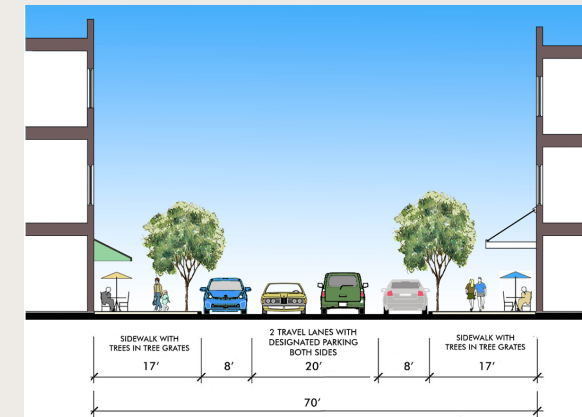 SIDEWALK WITH
TREES IN TREE GRATES
17'
8'
2 TRAVEL LANES WITH
DESIGNATED PARKING
BOTH SIDES
20'
8'
SIDEWALK WITH
TREES IN TREE GRATES
17'
70'